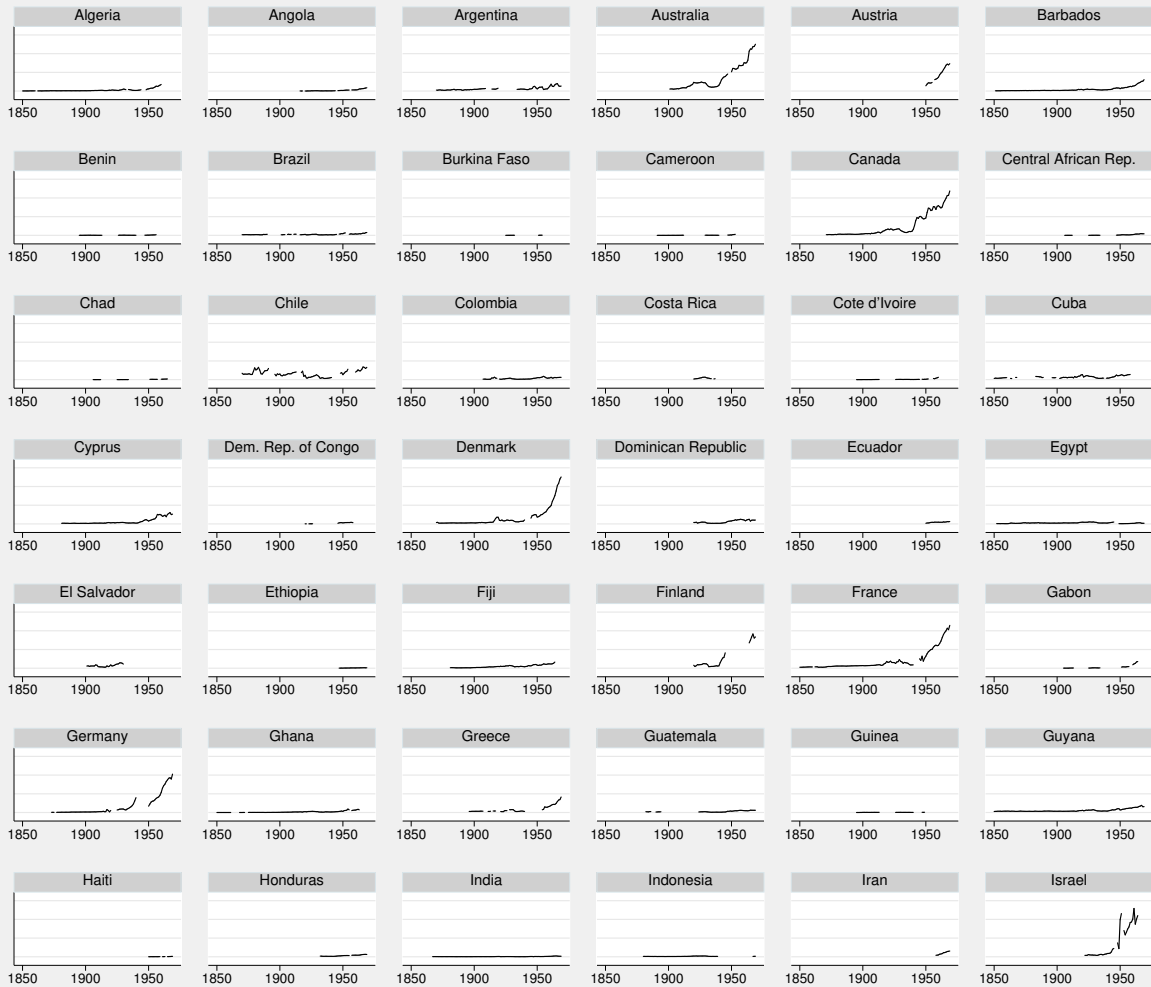 Algeria Angola Argentina Australia Austria Barbados
1850 1900 1950 1850 1900 1950 1850 1900 1950 1850 1900 1950 1850 1900 1950 1850 1900 1950
Benin Brazil Burkina Faso Cameroon Canada Central African Rep.
1850 1900 1950 1850 1900 1950 1850 1900 1950 1850 1900 1950 1850 1900 1950 1850 1900 1950
Chad Chile Colombia Costa Rica Cote d'Ivoire Cuba
1850 1900 1950 1850 1900 1950 1850 1900 1950 1850 1900 1950 1850 1900 1950 1850 1900 1950
Cyprus Dem. Rep. of Congo Denmark Dominican Republic Ecuador Egypt
1850 1900 1950 1850 1900 1950 1850 1900 1950 1850 1900 1950 1850 1900 1950 1850 1900 1950
El Salvador Ethiopia Fiji Finland France Gabon
1850 1900 1950 1850 1900 1950 1850 1900 1950 1850 1900 1950 1850 1900 1950 1850 1900 1950
Germany Ghana Greece Guatemala Guinea Guyana
1850 1900 1950 1850 1900 1950 1850 1900 1950 1850 1900 1950 1850 1900 1950 1850 1900 1950
Haiti Honduras India Indonesia Iran Israel
1850 1900 1950 1850 1900 1950 1850 1900 1950 1850 1900 1950 1850 1900 1950 1850 1900 1950